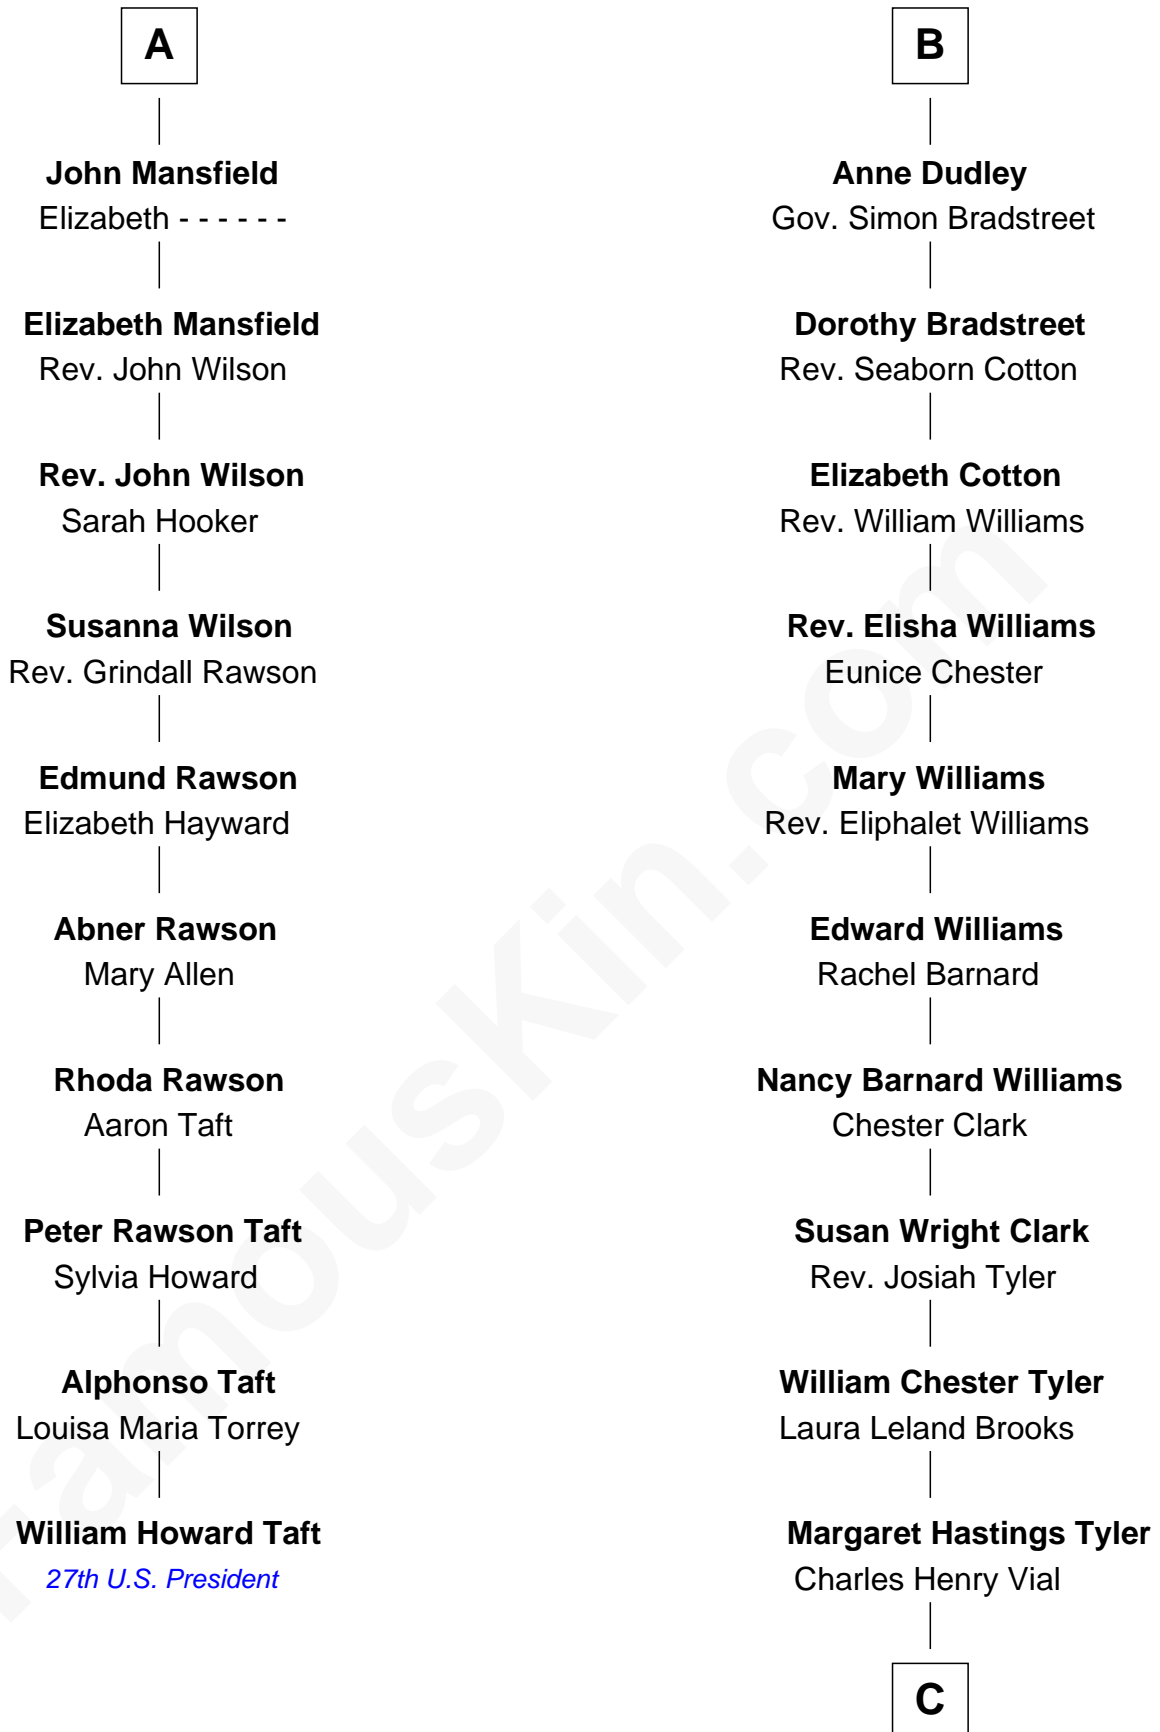 A
John Mansfield
Elizabeth - - - - - -
Elizabeth Mansfield
Rev. John Wilson
Rev. John Wilson
Sarah Hooker
Susanna Wilson
Rev. Grindall Rawson
Edmund Rawson
Elizabeth Hayward
Abner Rawson
Mary Allen
Rhoda Rawson
Aaron Taft
Peter Rawson Taft
Sylvia Howard
Alphonso Taft
Louisa Maria Torrey
William Howard Taft
27th U.S. President
B
Anne Dudley
Gov. Simon Bradstreet
Dorothy Bradstreet
Rev. Seaborn Cotton
Elizabeth Cotton
Rev. William Williams
Rev. Elisha Williams
Eunice Chester
Mary Williams
Rev. Eliphalet Williams
Edward Williams
Rachel Barnard
Nancy Barnard Williams
Chester Clark
Susan Wright Clark
Rev. Josiah Tyler
William Chester Tyler
Laura Leland Brooks
Margaret Hastings Tyler
Charles Henry Vial
C
FamousKin.com